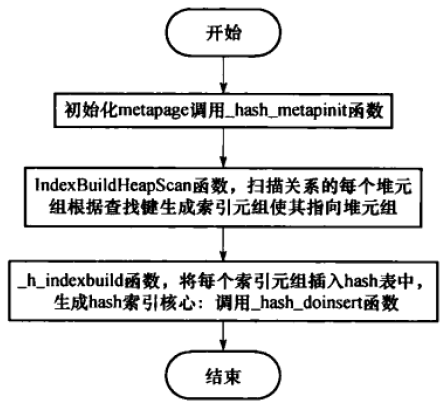 开始
初始化metapage调用_hash_metapinit函数
IndexBuildHeapScan函数，扫描关系的每个堆元
组根据查找键生成索引元组使其指向堆元组
_h_indexbuild函数，将每个索引元组插入hash表中，
生成hash索引核心：调用_hash_doinsert函数
结束